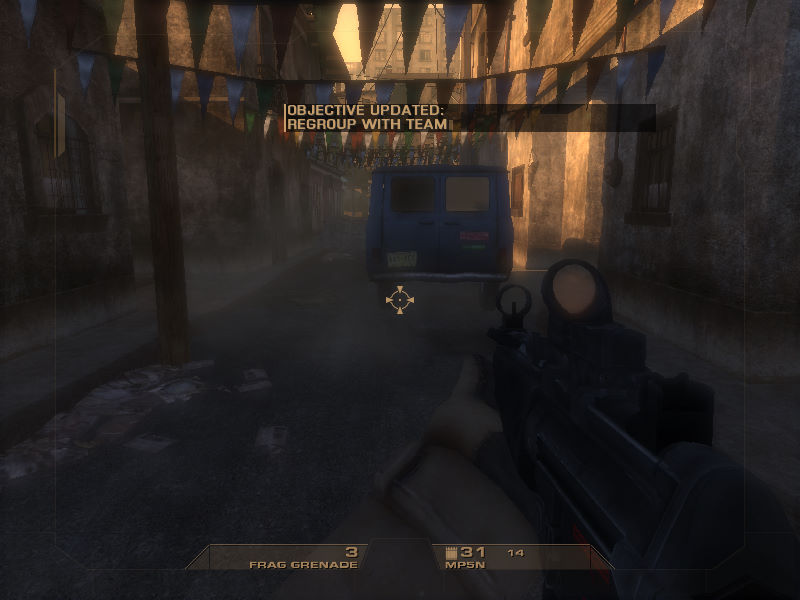 OBJECTIVE UPDATED:
REGROUP WITH TEAM
3
FRAG GRENADE
31 14
MP5N